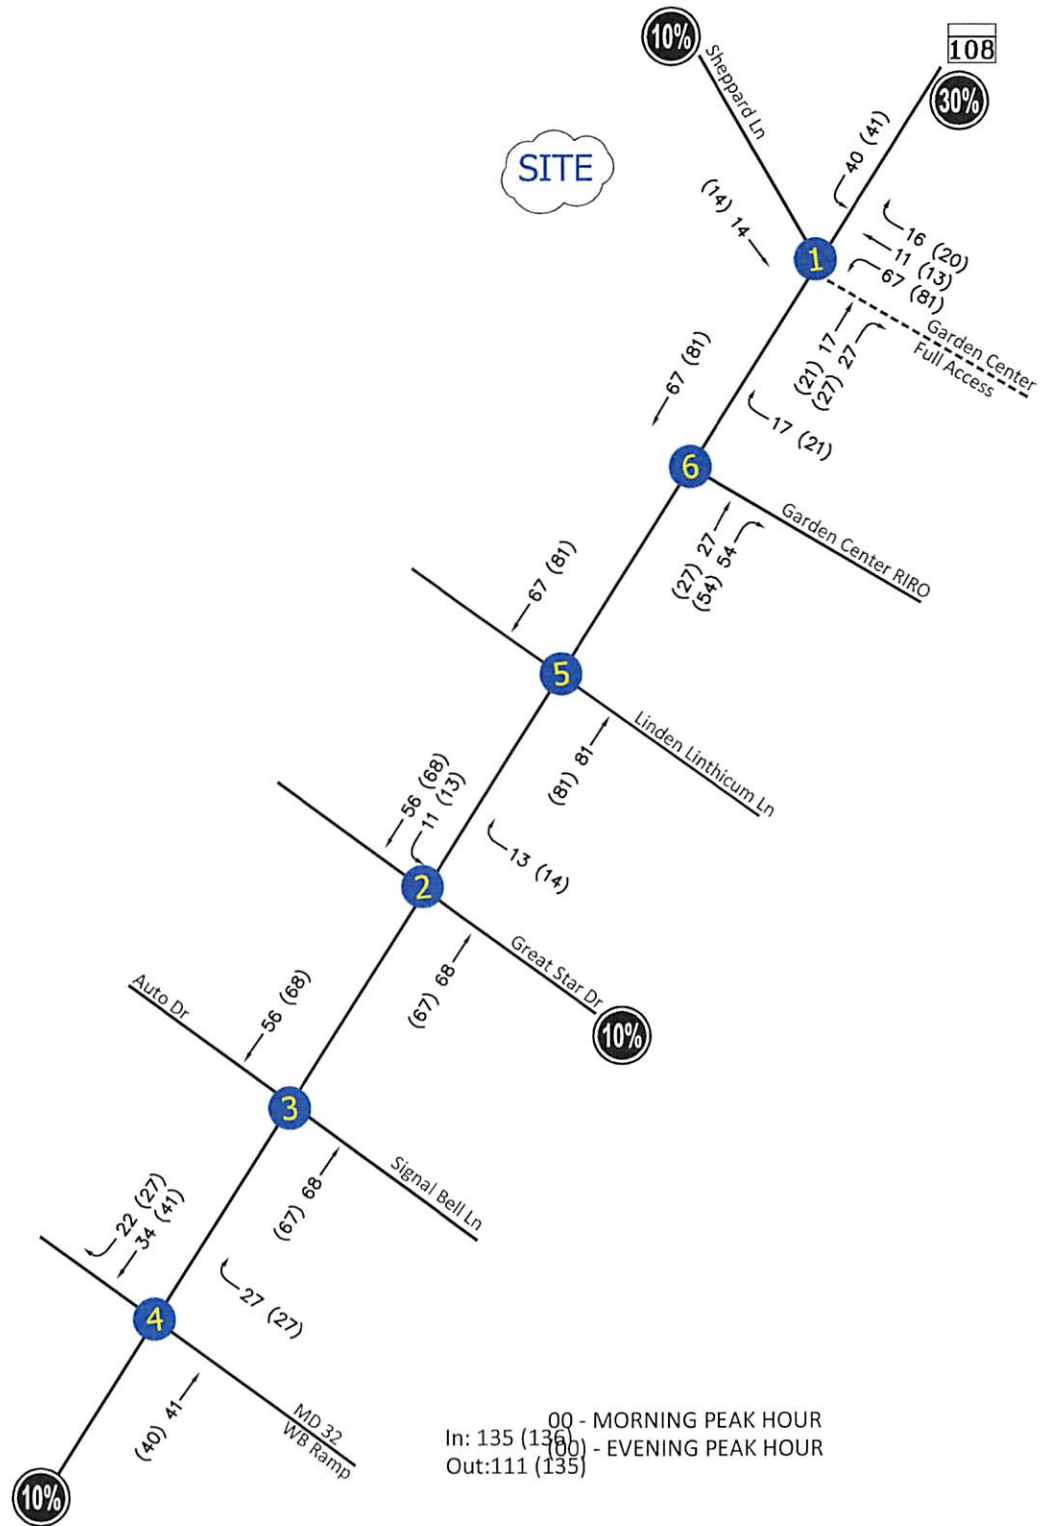 10%
Sheppard Ln
108
30%
SITE
40 (41)
(14) 14
1
16 (20)
11 (13)
67 (81)
Garden Center
Full Access
(21) 17
(27) 27
67 (81)
17 (21)
6
Garden Center RIRO
(27) 27
(54) 54
67 (81)
5
Linden Linthicum Ln
(81) 81
56 (68)
11 (13)
13 (14)
2
Great Star Dr
10%
(67) 68
Auto Dr
56 (68)
3
Signal Bell Ln
(67) 68
22 (27)
34 (41)
27 (27)
4
MD 32
WB Ramp
(40) 41
10%
00 - MORNING PEAK HOUR
(00) - EVENING PEAK HOUR
In: 135 (136)
Out:111 (135)